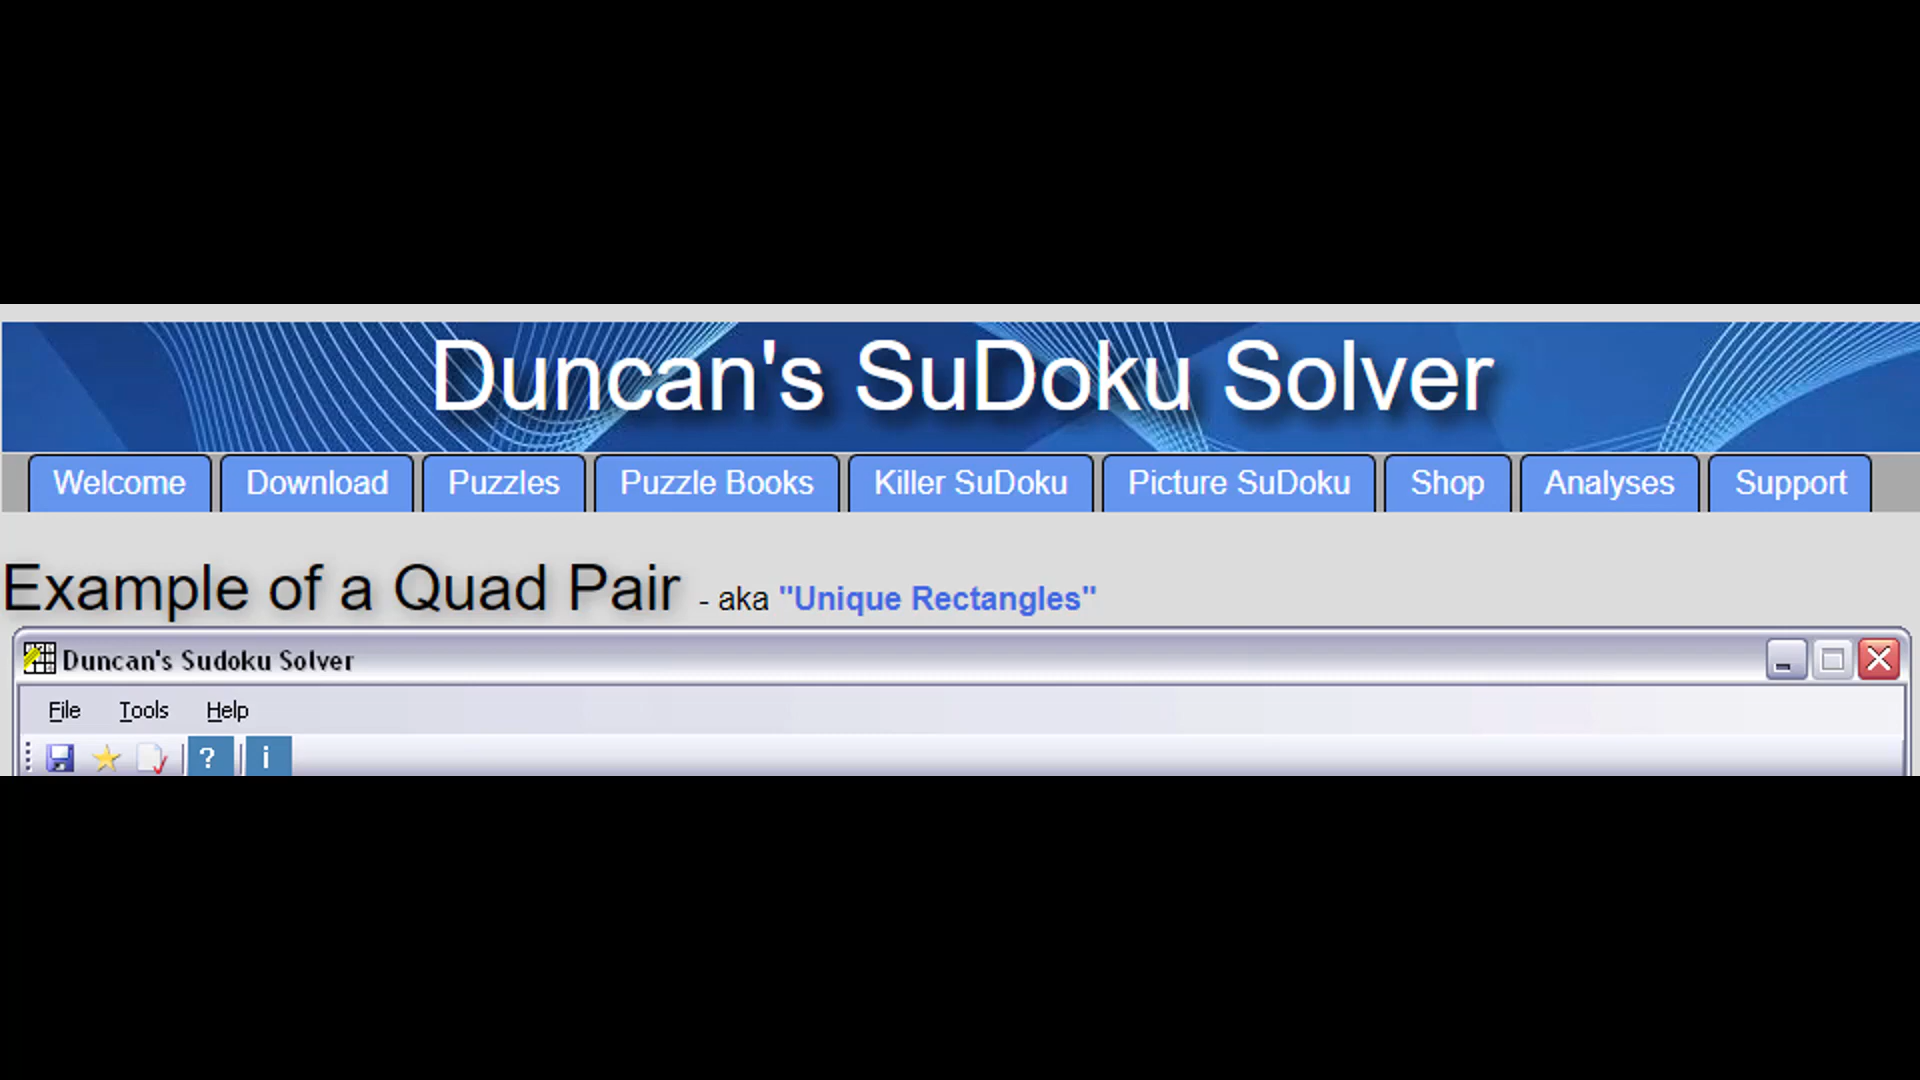 Duncan's SuDoku Solver
Welcome Download Puzzles Puzzle Books Killer SuDoku Picture SuDoku Shop Analyses Support
Example of a Quad Pair - aka "Unique Rectangles"
Duncan's Sudoku Solver
File Tools Help
? i